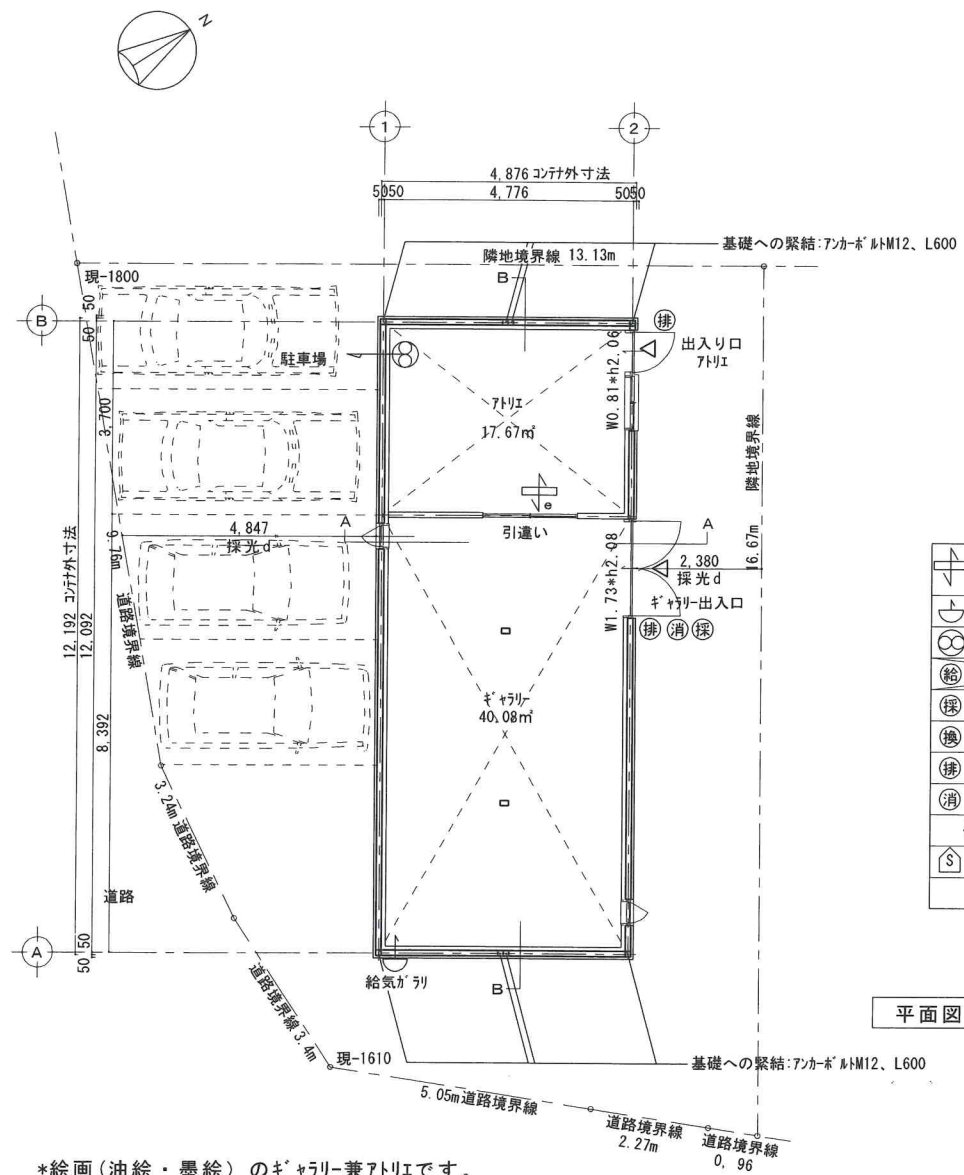 N
1
2
4,876 ｺﾝﾃﾅ外寸法
5050
4,776
5050
基礎への緊結:ｱﾝｶｰﾎﾞﾙﾄM12、L600
隣地境界線 13.13m
現-1800
B
B
50
50
排
出入り口
ｱﾄﾘｴ
駐車場
W0.81*h2.06
ｱﾄﾘｴ
17.67㎡
3,700
隣地境界線
16.67m
e
引違い
A
A
4,847
採光d
2,380
採光d
9.76m
道路境界線
12,192 ｺﾝﾃﾅ外寸法
12,092
W1.73*h2.08
ｷﾞｬﾗﾘｰ出入口
排 消 採
給
採
換
排
消
S
ｷﾞｬﾗﾘｰ
40.08㎡
8,392
3.24m 道路境界線
道路
A
50
50
給気ｶﾞﾗﾘ
B
道路境界線 3.4m
平面図
現-1610
基礎への緊結:ｱﾝｶｰﾎﾞﾙﾄM12、L600
5.05m道路境界線
道路境界線
2.27m
道路境界線
0,96
*絵画(油絵・墨絵) のｷﾞｬﾗﾘｰ兼ｱﾄﾘｴです。